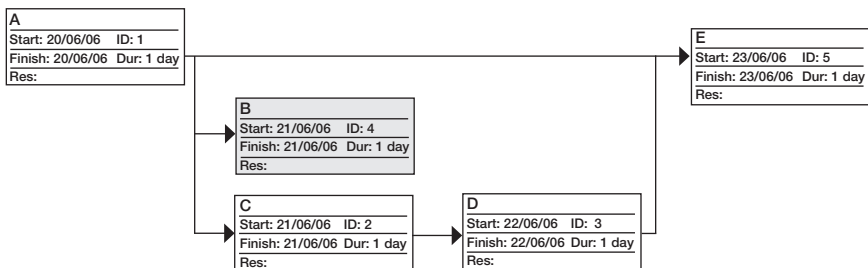 A
Start: 20/06/06 ID: 1
Finish: 20/06/06 Dur: 1 day
Res:
E
Start: 23/06/06 ID: 5
Finish: 23/06/06 Dur: 1 day
Res:
B
Start: 21/06/06 ID: 4
Finish: 21/06/06 Dur: 1 day
Res:
C
Start: 21/06/06 ID: 2
Finish: 21/06/06 Dur: 1 day
Res:
D
Start: 22/06/06 ID: 3
Finish: 22/06/06 Dur: 1 day
Res: